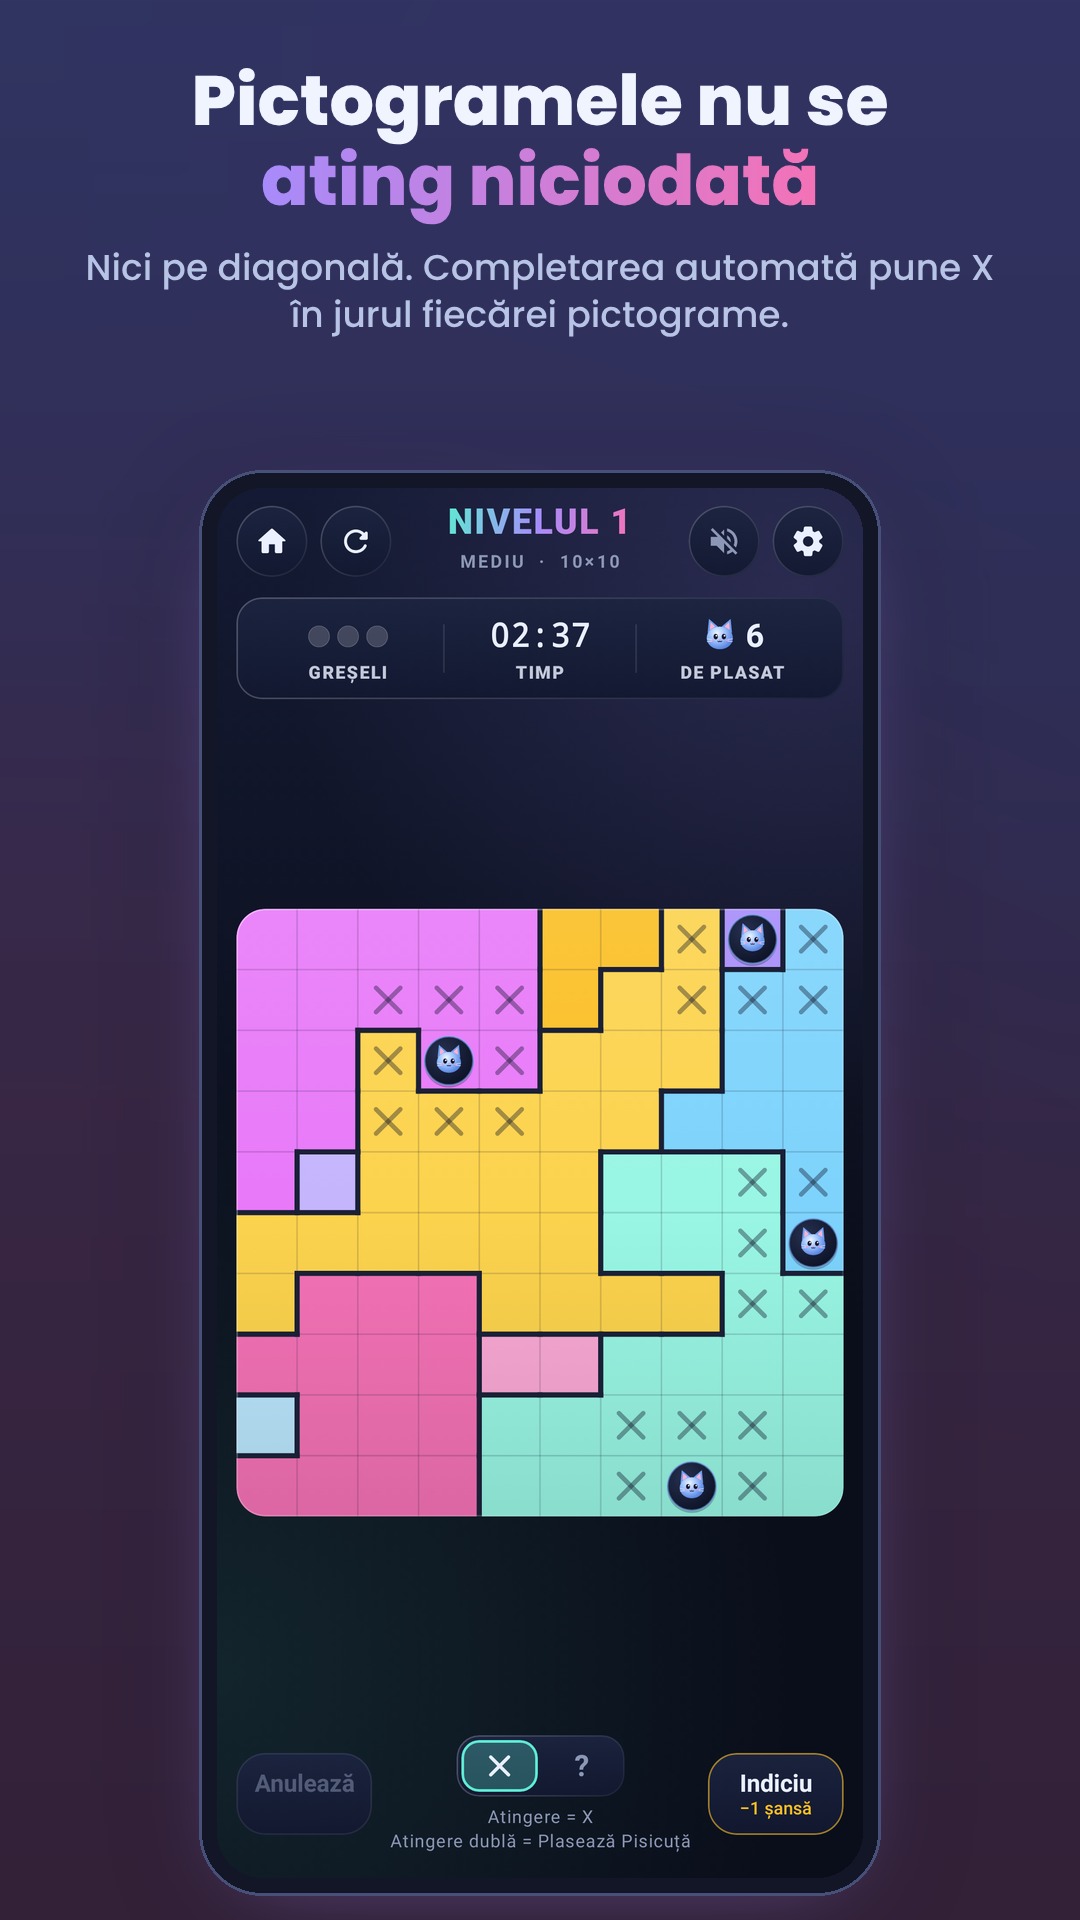 Pictogramele nu se
ating niciodată
Nici pe diagonală. Completarea automată pune X
în jurul fiecărei pictograme.
NIVELUL 1
MEDIU · 10×10
02:37
6
GREȘELI
TIMP
DE PLASAT
Anulează
?
Indiciu
−1 șansă
Atingere = X
Atingere dublă = Plasează Pisicuță